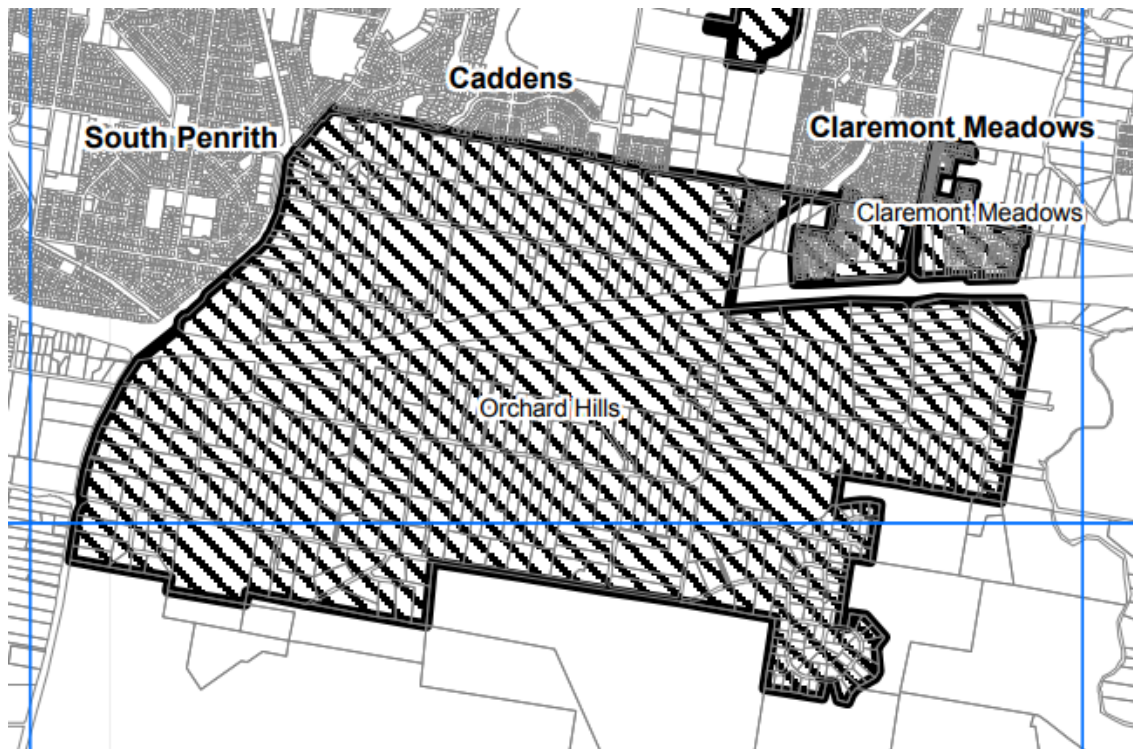 Caddens
South Penrith
Claremont Meadows
Claremont Meadows
Orchard Hills